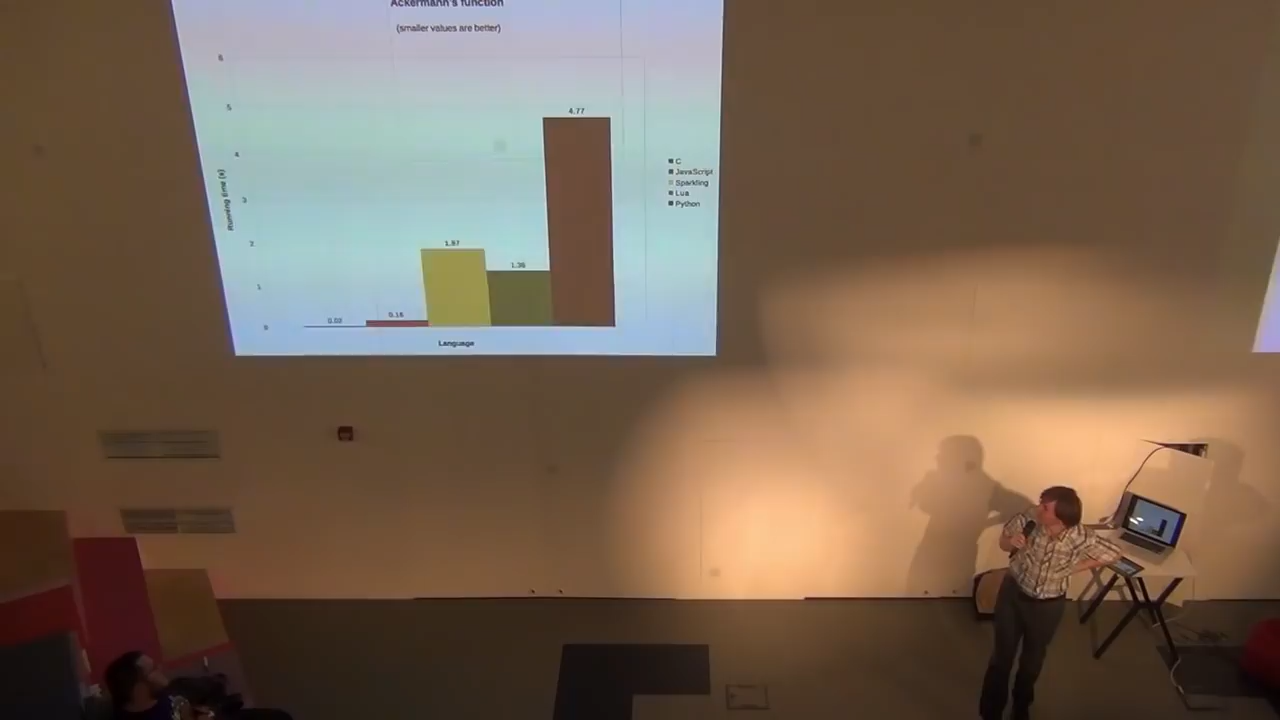 Ackermann's function
(smaller values are better)
6
5
4
3
2
1
0
Running time (s)
0.02
0.16
1.87
1.36
4.77
Language
C
JavaScript
Sparkling
Lua
Python